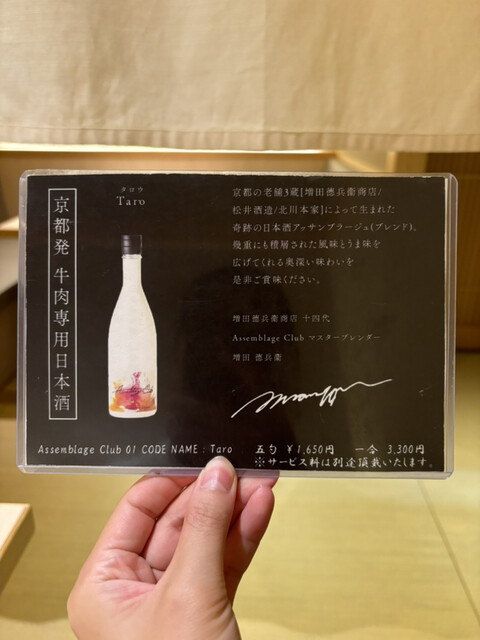 京都発 牛肉専用日本酒
タロウ
Taro
京都の老舗3蔵[増田德兵衞商店/
松井酒造/北川本家]によって生まれた
奇跡の日本酒アッサンブラージュ(ブレンド)。
幾重にも積層された風味とうま味を
広げてくれる奥深い味わいを
是非ご賞味ください。
増田德兵衞商店 十四代
Assemblage Club マスターブレンダー
増田 德兵衞
Assemblage Club 01 CODE NAME : Taro 五勺 ¥1,650円 一合 3,300円
※サービス料は別途頂戴いたします。